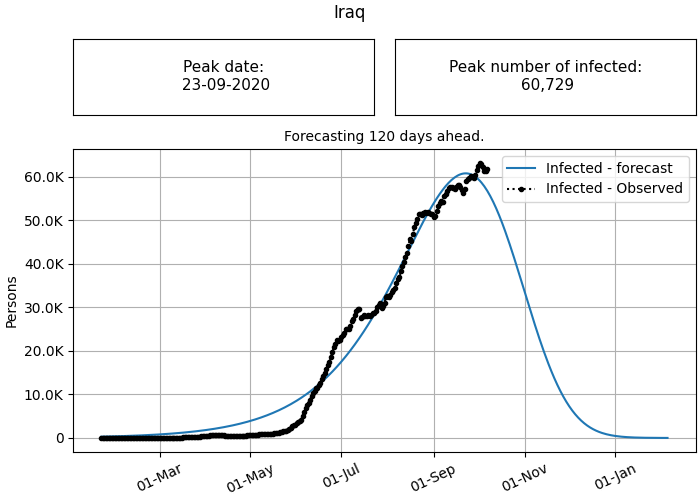 Iraq
Peak date:
23-09-2020
Peak number of infected:
60,729
Forecasting 120 days ahead.
Infected - forecast
Infected - Observed
Persons
60.0K
50.0K
40.0K
30.0K
20.0K
10.0K
0
01-Mar
01-May
01-Jul
01-Sep
01-Nov
01-Jan